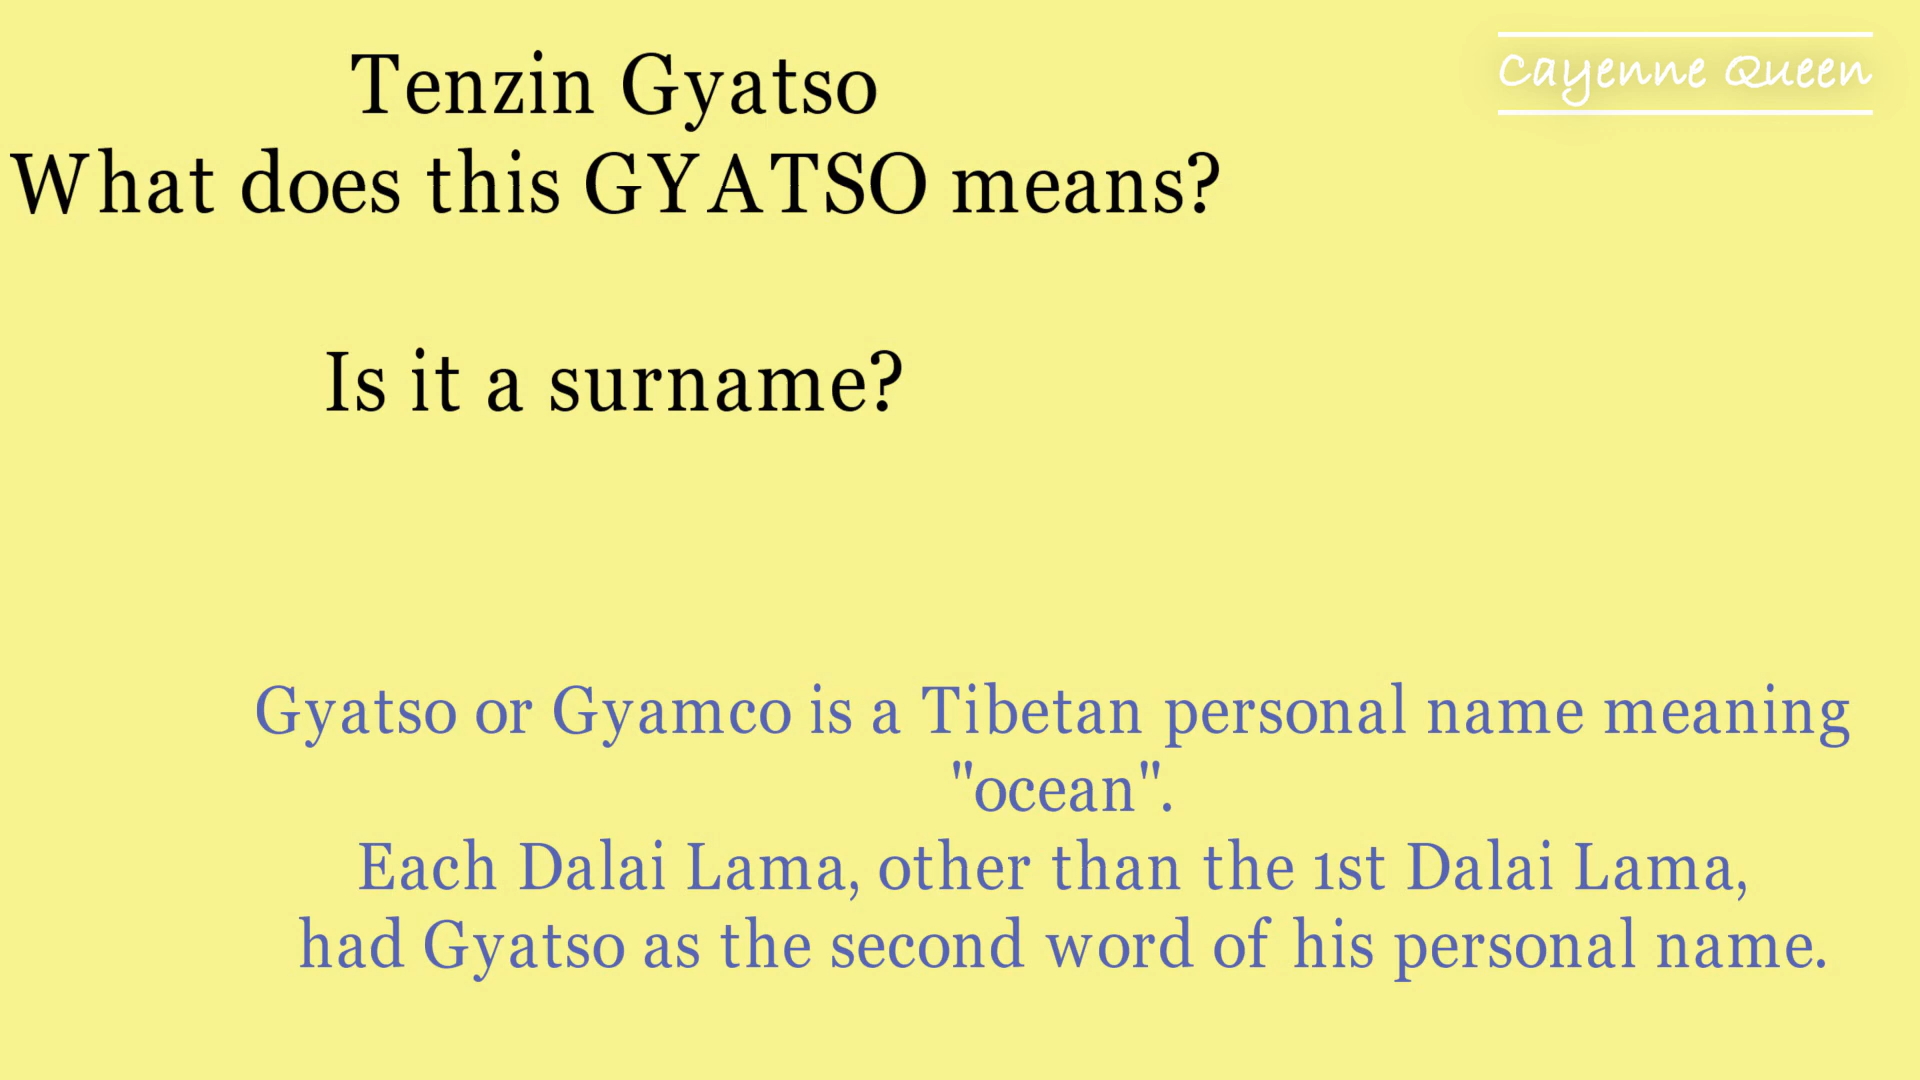 Cayenne Queen
Tenzin Gyatso
What does this GYATSO means?
Is it a surname?
Gyatso or Gyamco is a Tibetan personal name meaning
"ocean".
Each Dalai Lama, other than the 1st Dalai Lama,
had Gyatso as the second word of his personal name.